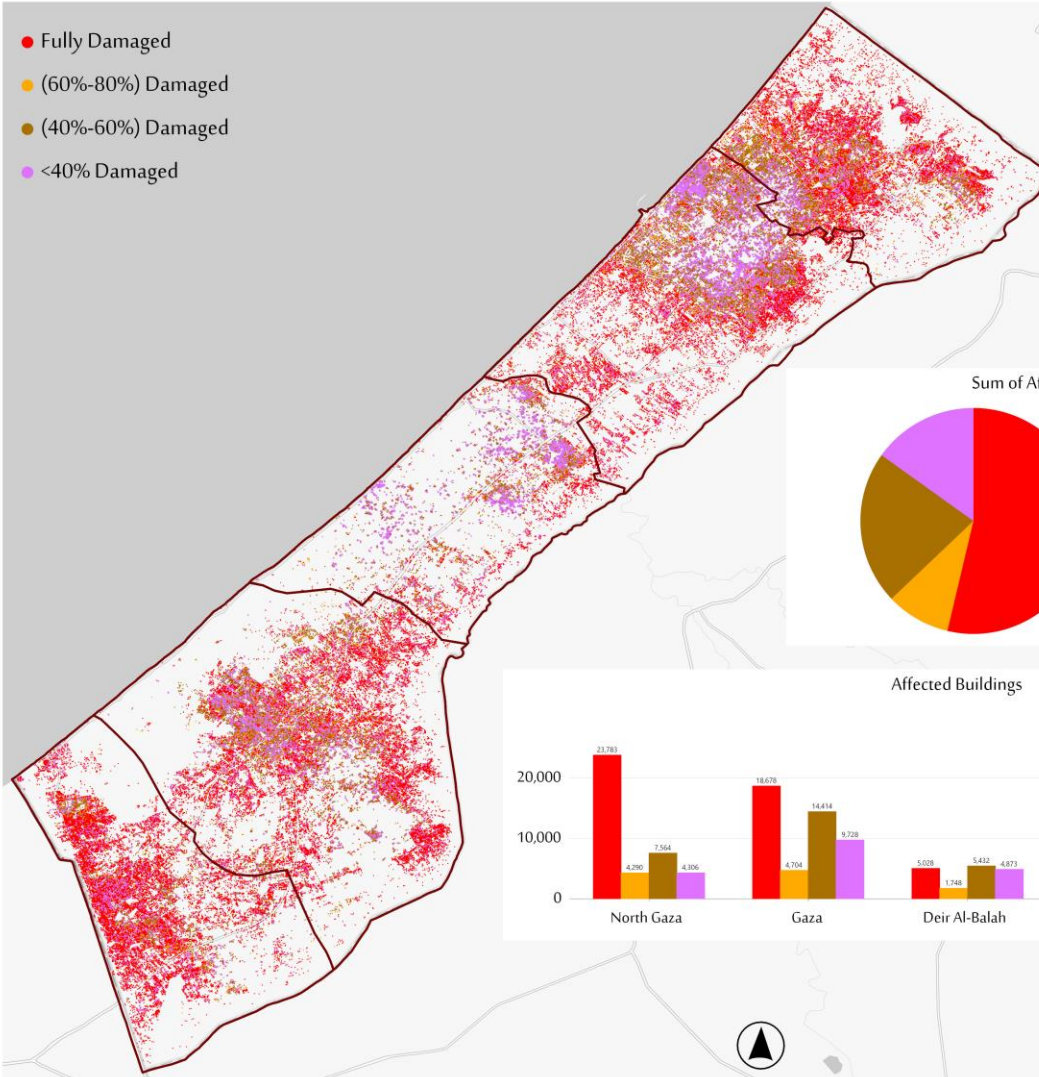 Fully Damaged
(60%-80%) Damaged
(40%-60%) Damaged
<40% Damaged
Sum of Af
Affected Buildings
20,000
10,000
0
23,783
4,290
7,564
4,306
18,678
4,704
14,414
9,728
5,028
1,748
5,432
4,873
North Gaza
Gaza
Deir Al-Balah